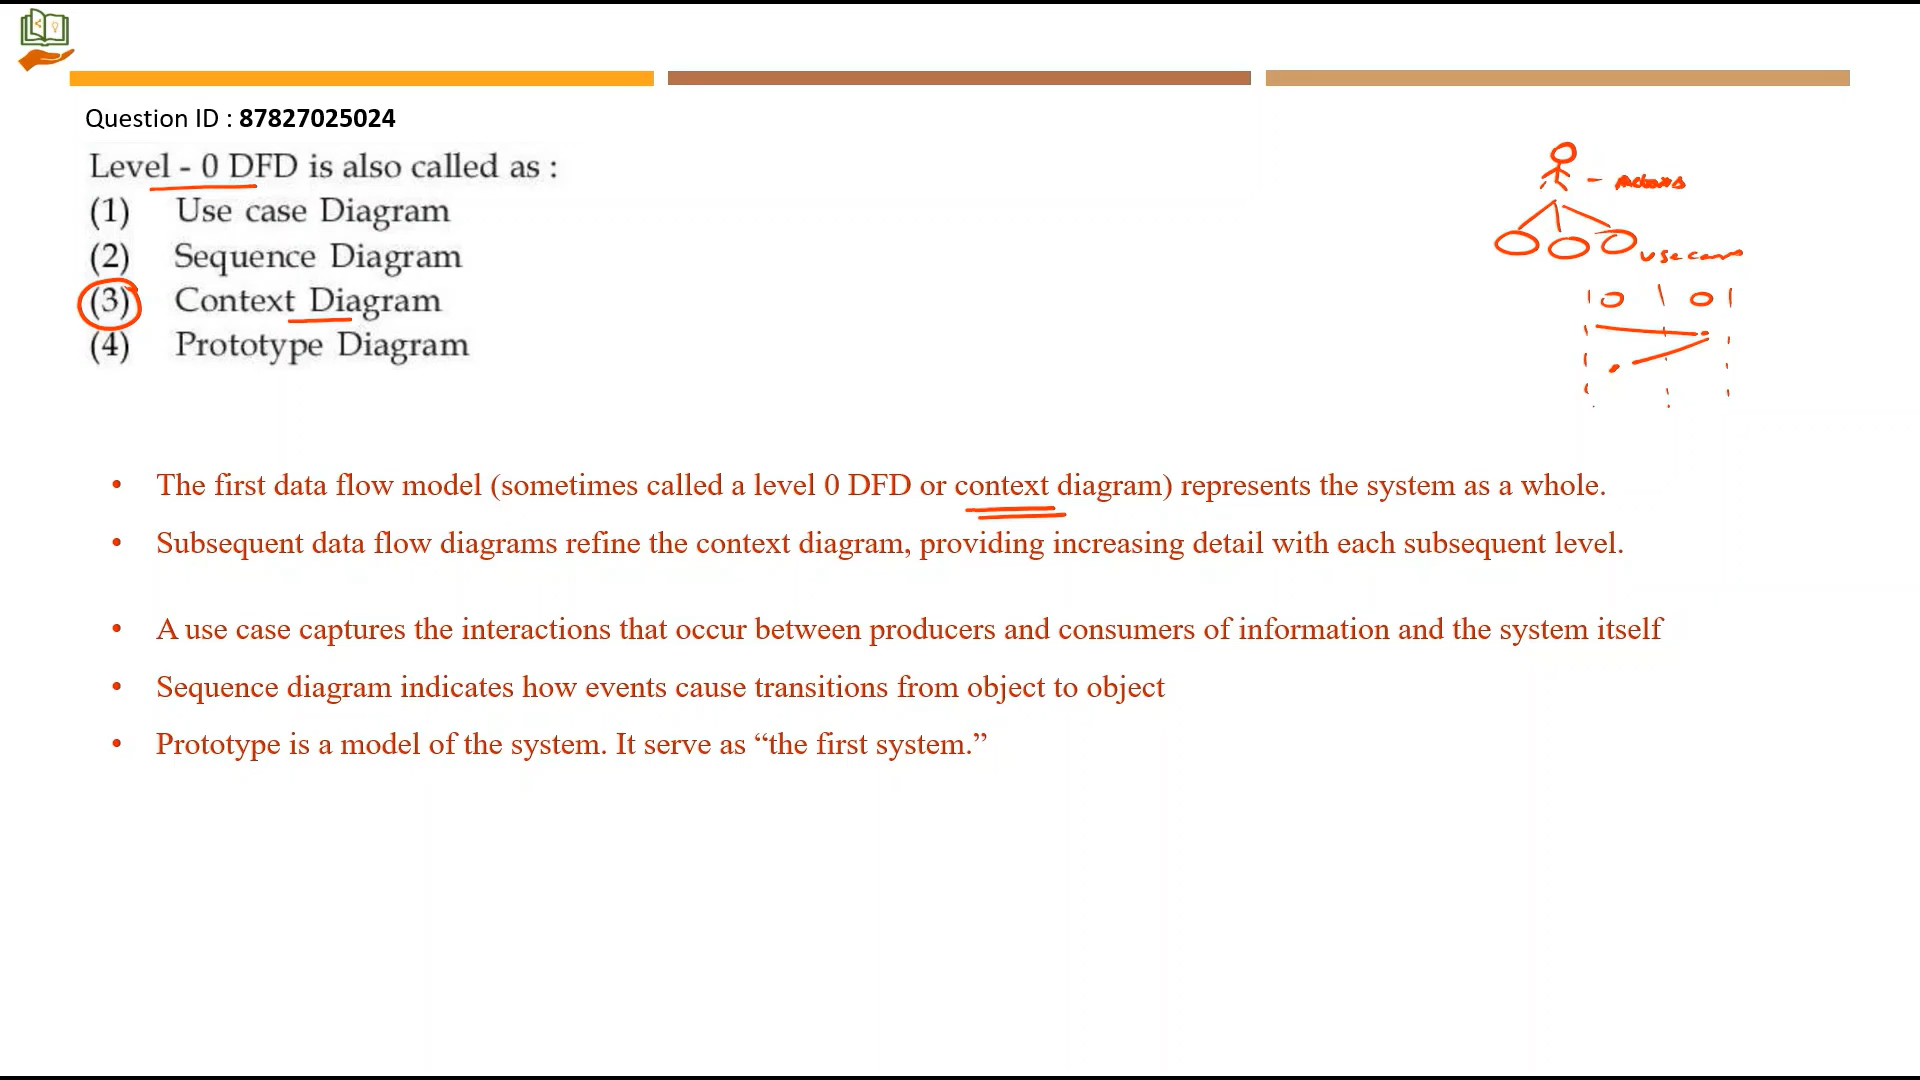 Question ID : 87827025024
Level - 0 DFD is also called as :
(1) Use case Diagram
(2) Sequence Diagram
(3) Context Diagram
(4) Prototype Diagram
• The first data flow model (sometimes called a level 0 DFD or context diagram) represents the system as a whole.
• Subsequent data flow diagrams refine the context diagram, providing increasing detail with each subsequent level.
• A use case captures the interactions that occur between producers and consumers of information and the system itself
• Sequence diagram indicates how events cause transitions from object to object
• Prototype is a model of the system. It serve as “the first system.”